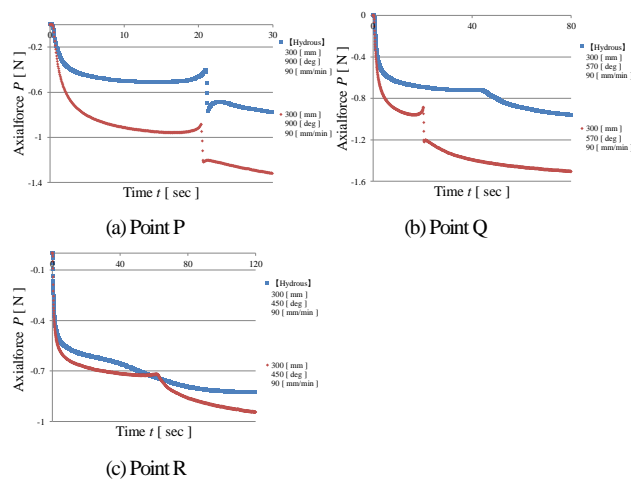 0 10 20 30
-0.2
-0.6
-1
-1.4
Axialforce P [ N ]
Time t [ sec ]
【Hydrous】
300 [ mm ]
900 [ deg ]
90 [ mm/min ]
300 [ mm ]
900 [ deg ]
90 [ mm/min ]
(a) Point P
0 20 40 60 80
0
-0.4
-0.8
-1.2
-1.6
Axialforce P [ N ]
Time t [ sec ]
【Hydrous】
300 [ mm ]
570 [ deg ]
90 [ mm/min ]
300 [ mm ]
570 [ deg ]
90 [ mm/min ]
(b) Point Q
0 40 80 120
-0.1
-0.4
-0.7
-1
Axialforce P [ N ]
Time t [ sec ]
【Hydrous】
300 [ mm ]
450 [ deg ]
90 [ mm/min ]
300 [ mm ]
450 [ deg ]
90 [ mm/min ]
(c) Point R